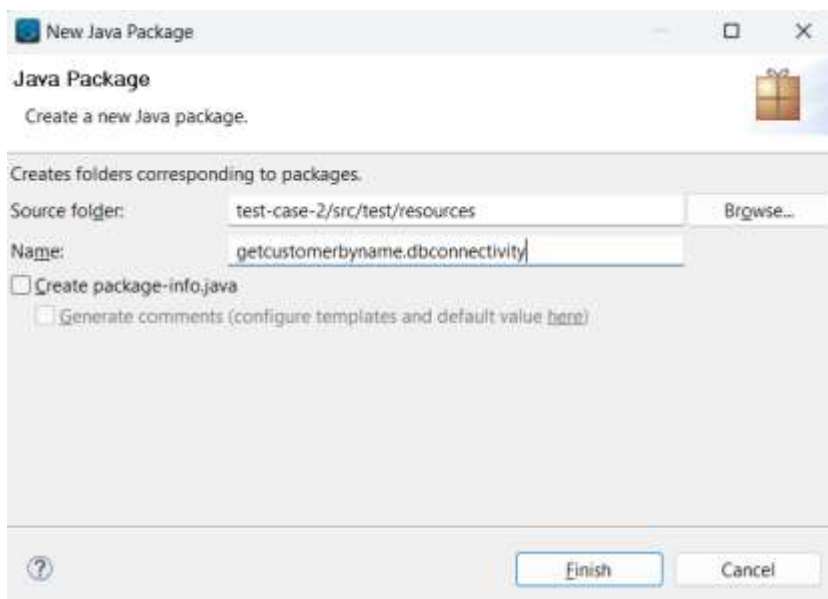 New Java Package
Java Package
Create a new Java package.
Creates folders corresponding to packages.
Source folder: test-case-2/src/test/resources Browse...
Name: getcustomerbyname.dbconnectivity
Create package-info.java
Generate comments (configure templates and default value here)
? Finish Cancel